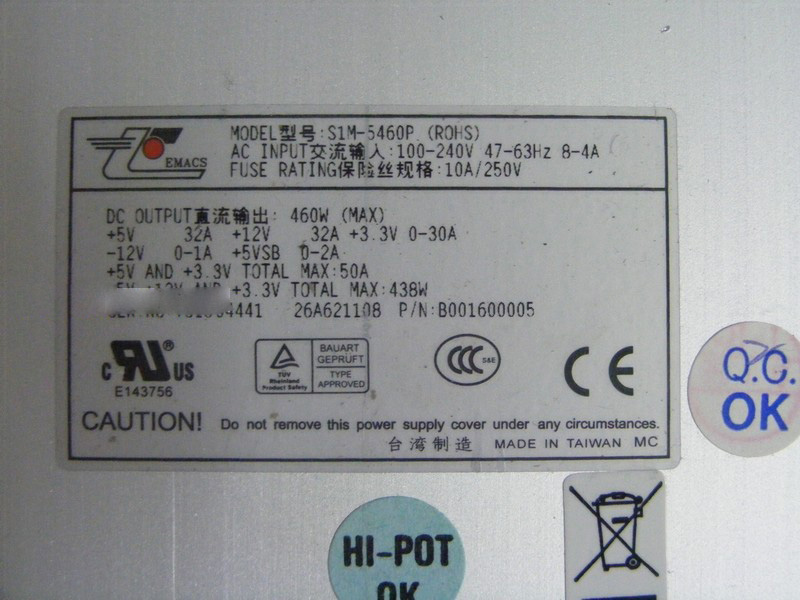 EMACS
MODEL型号:S1M-5460P (ROHS)
AC INPUT交流输入:100-240V 47-63Hz 8-4A
FUSE RATING保险丝规格:10A/250V
DC OUTPUT直流输出: 460W (MAX)
+5V 32A +12V 32A +3.3V 0-30A
-12V 0-1A +5VSB 0-2A
+5V AND +3.3V TOTAL MAX:50A
+12V AND +3.3V TOTAL MAX:438W
4441 26A621108 P/N:B001600005
c RU ® US
E143756
TÜV
Rheinland
Product Safety
BAUART
GEPRÜFT
TYPE
APPROVED
CCC S&E
CE
CAUTION! Do not remove this power supply cover under any circumstances.
台湾制造 MADE IN TAIWAN MC
Q.C.
OK
HI-POT
OK